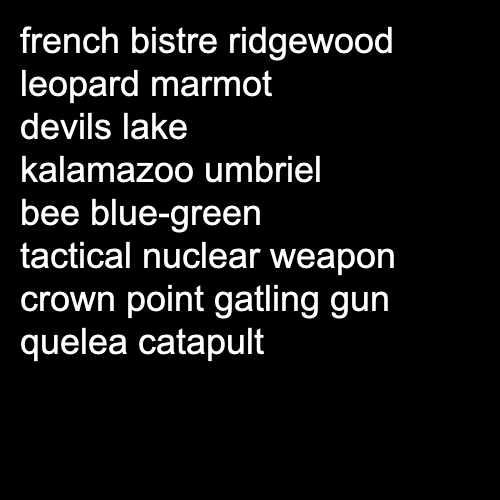 french bistre ridgewood
leopard marmot
devils lake
kalamazoo umbriel
bee blue-green
tactical nuclear weapon
crown point gatling gun
quelea catapult